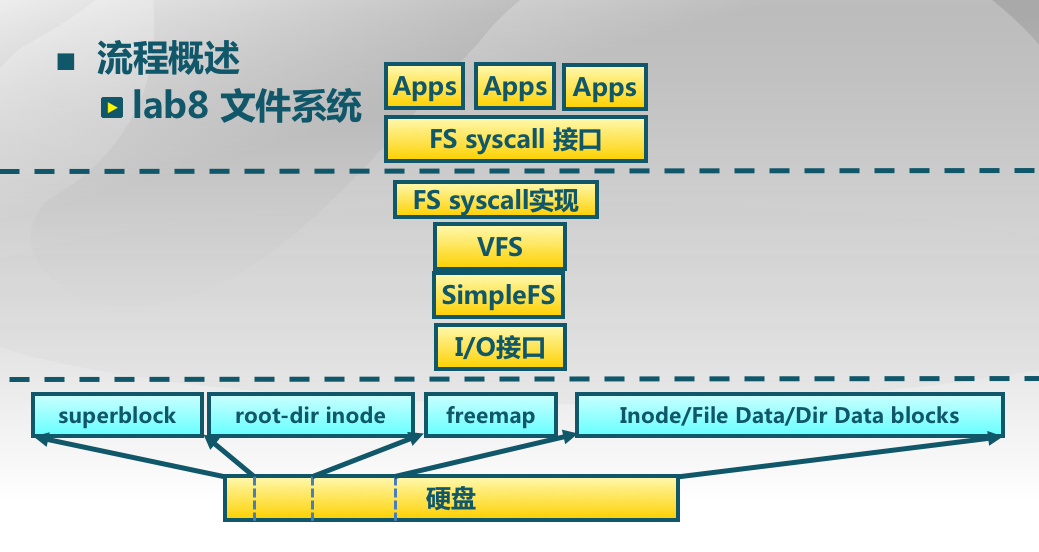 流程概述
lab8 文件系统
Apps Apps Apps
FS syscall 接口
FS syscall实现
VFS
SimpleFS
I/O接口
superblock root-dir inode freemap Inode/File Data/Dir Data blocks
硬盘